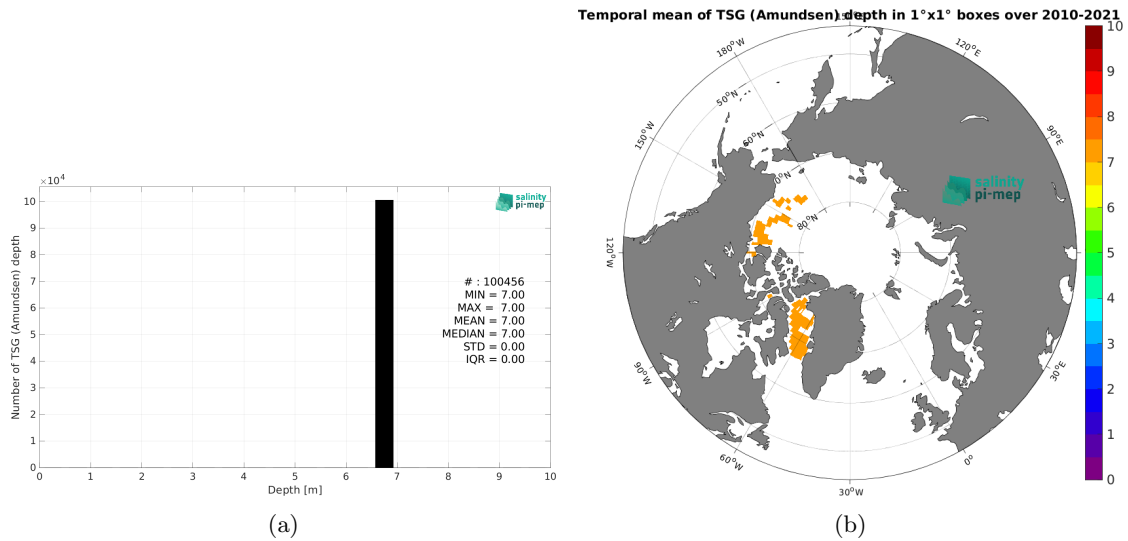 ×10⁴
10
9
8
7
6
5
4
3
2
1
0
Number of TSG (Amundsen) depth
salinity
pi-mep
# : 100456
MIN = 7.00
MAX = 7.00
MEAN = 7.00
MEDIAN = 7.00
STD = 0.00
IQR = 0.00
0 1 2 3 4 5 6 7 8 9 10
Depth [m]
(a)
Temporal mean of TSG (Amundsen) depth in 1°x1° boxes over 2010-2021
180°W
120°E
150°W
90°E
120°W
30°E
90°W
60°W
30°W
0°
50°N
60°N
0°N
80°N
salinity
pi-mep
10
9
8
7
6
5
4
3
2
1
0
(b)